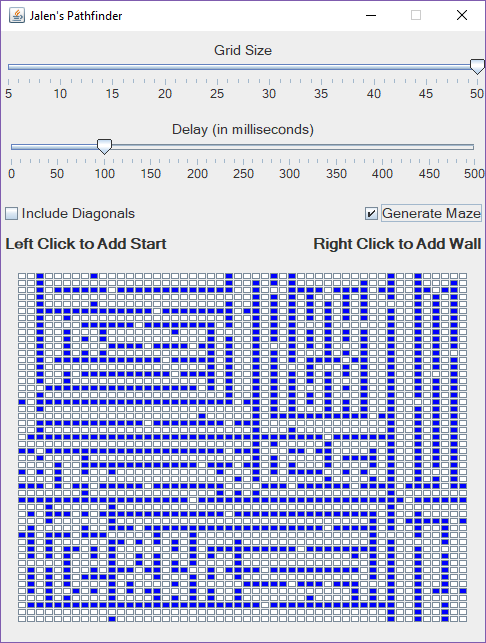 Jalen's Pathfinder
Grid Size
5 10 15 20 25 30 35 40 45 50
Delay (in milliseconds)
0 50 100 150 200 250 300 350 400 450 500
Include Diagonals Generate Maze
Left Click to Add Start Right Click to Add Wall